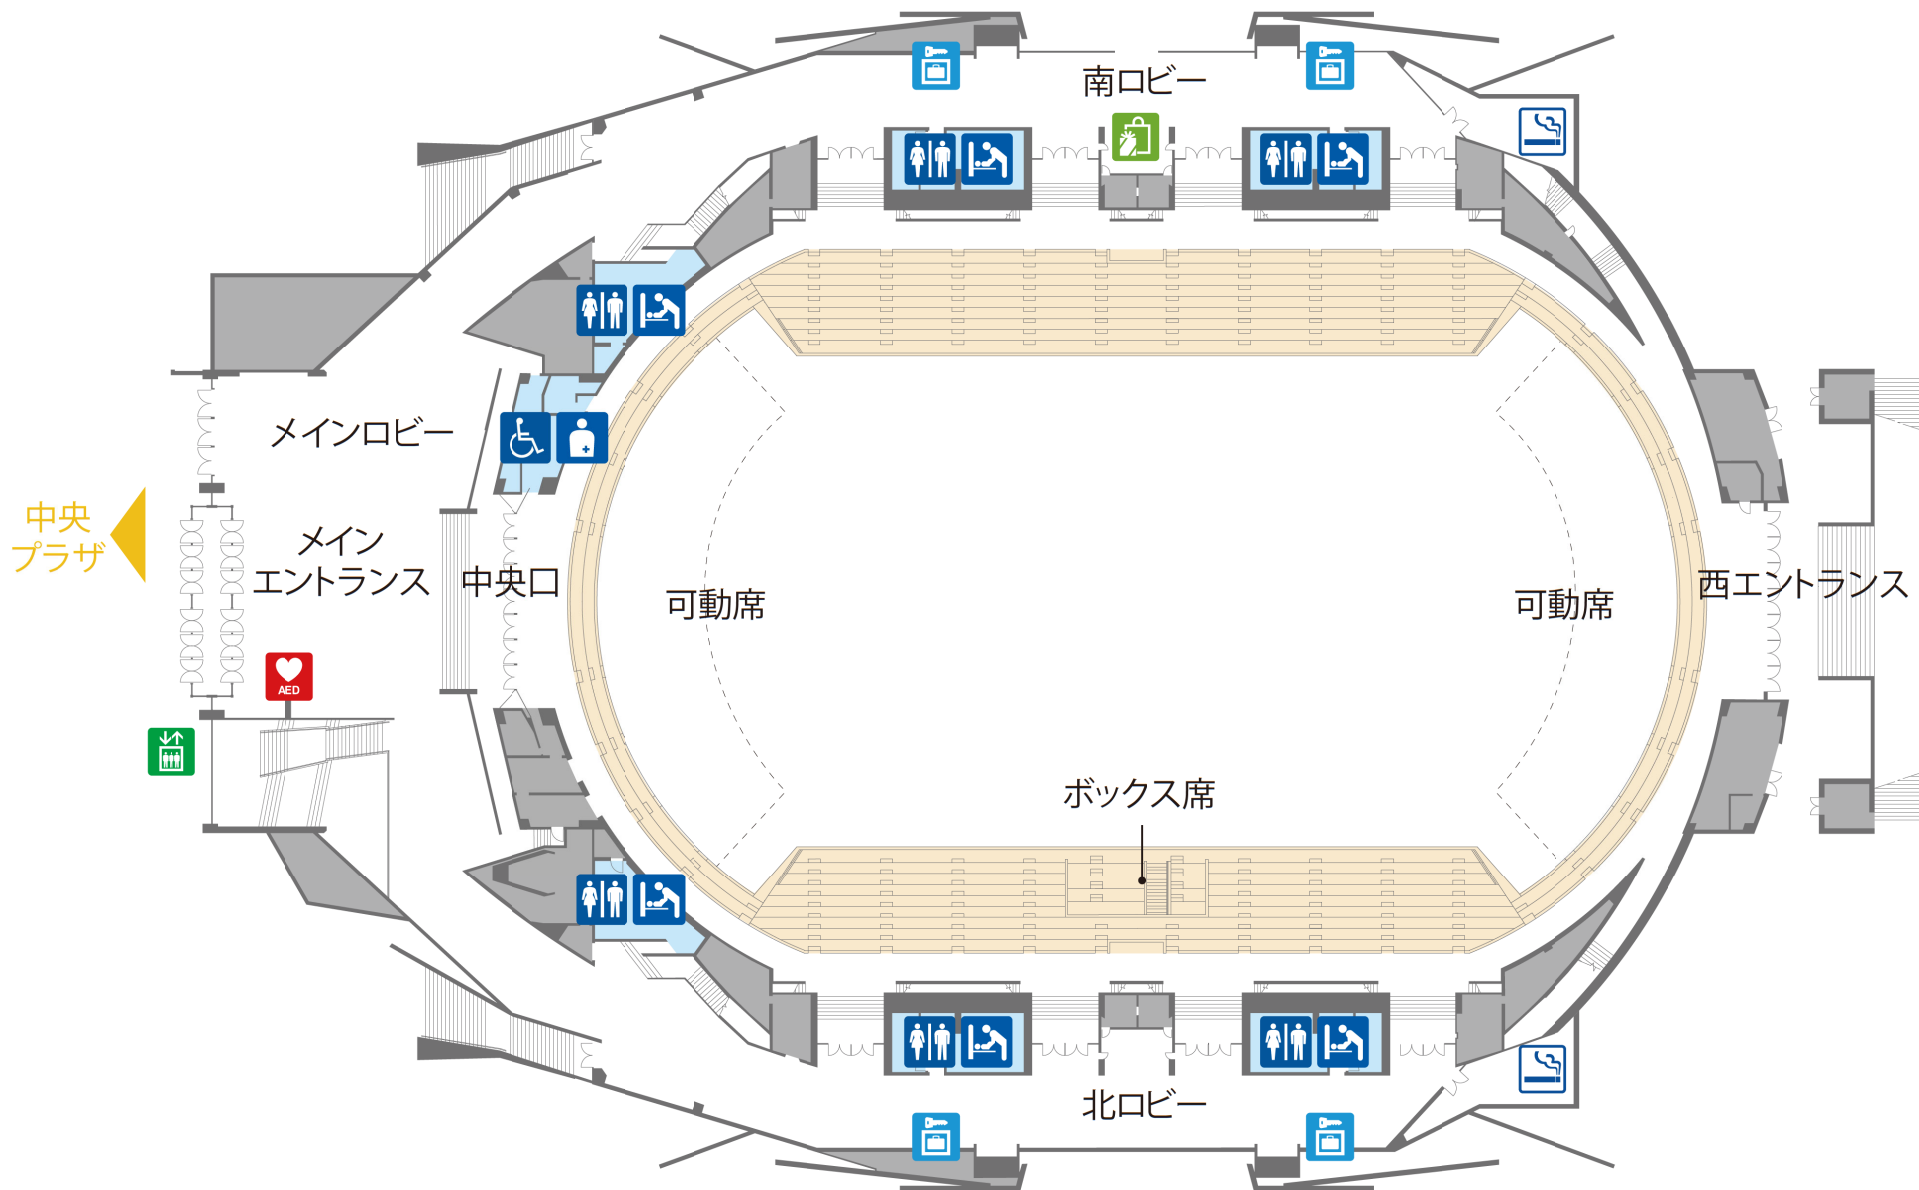 南ロビー
メインロビー
中央
プラザ
メイン
エントランス
中央口
可動席
可動席
西エントランス
AED
ボックス席
北ロビー